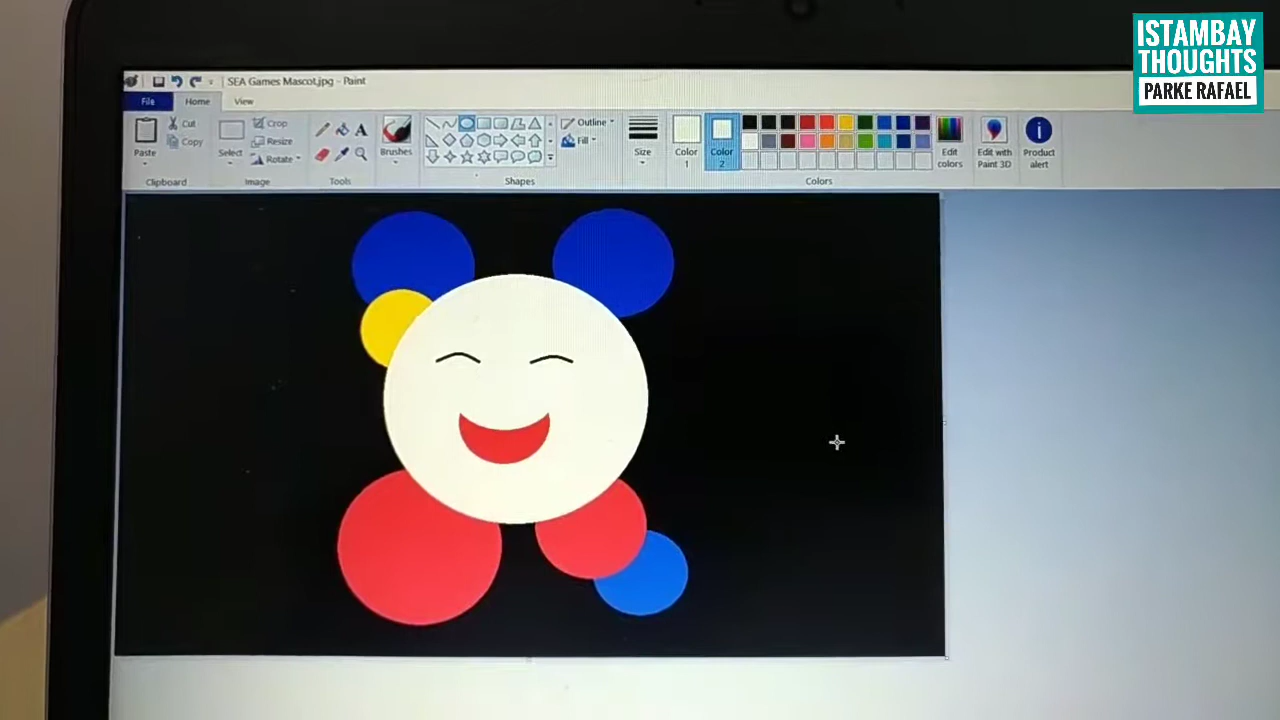 ISTAMBAY
THOUGHTS
PARKE RAFAEL
SEA Games Mascot.jpg - Paint
File Home View
Paste
Cut
Copy
Clipboard
Select
Crop
Resize
Rotate
Image
A
Tools
Brushes
Shapes
Outline
Fill
Size
Color
1
Color
2
Colors
Edit
colors
Edit with
Paint 3D
Product
alert